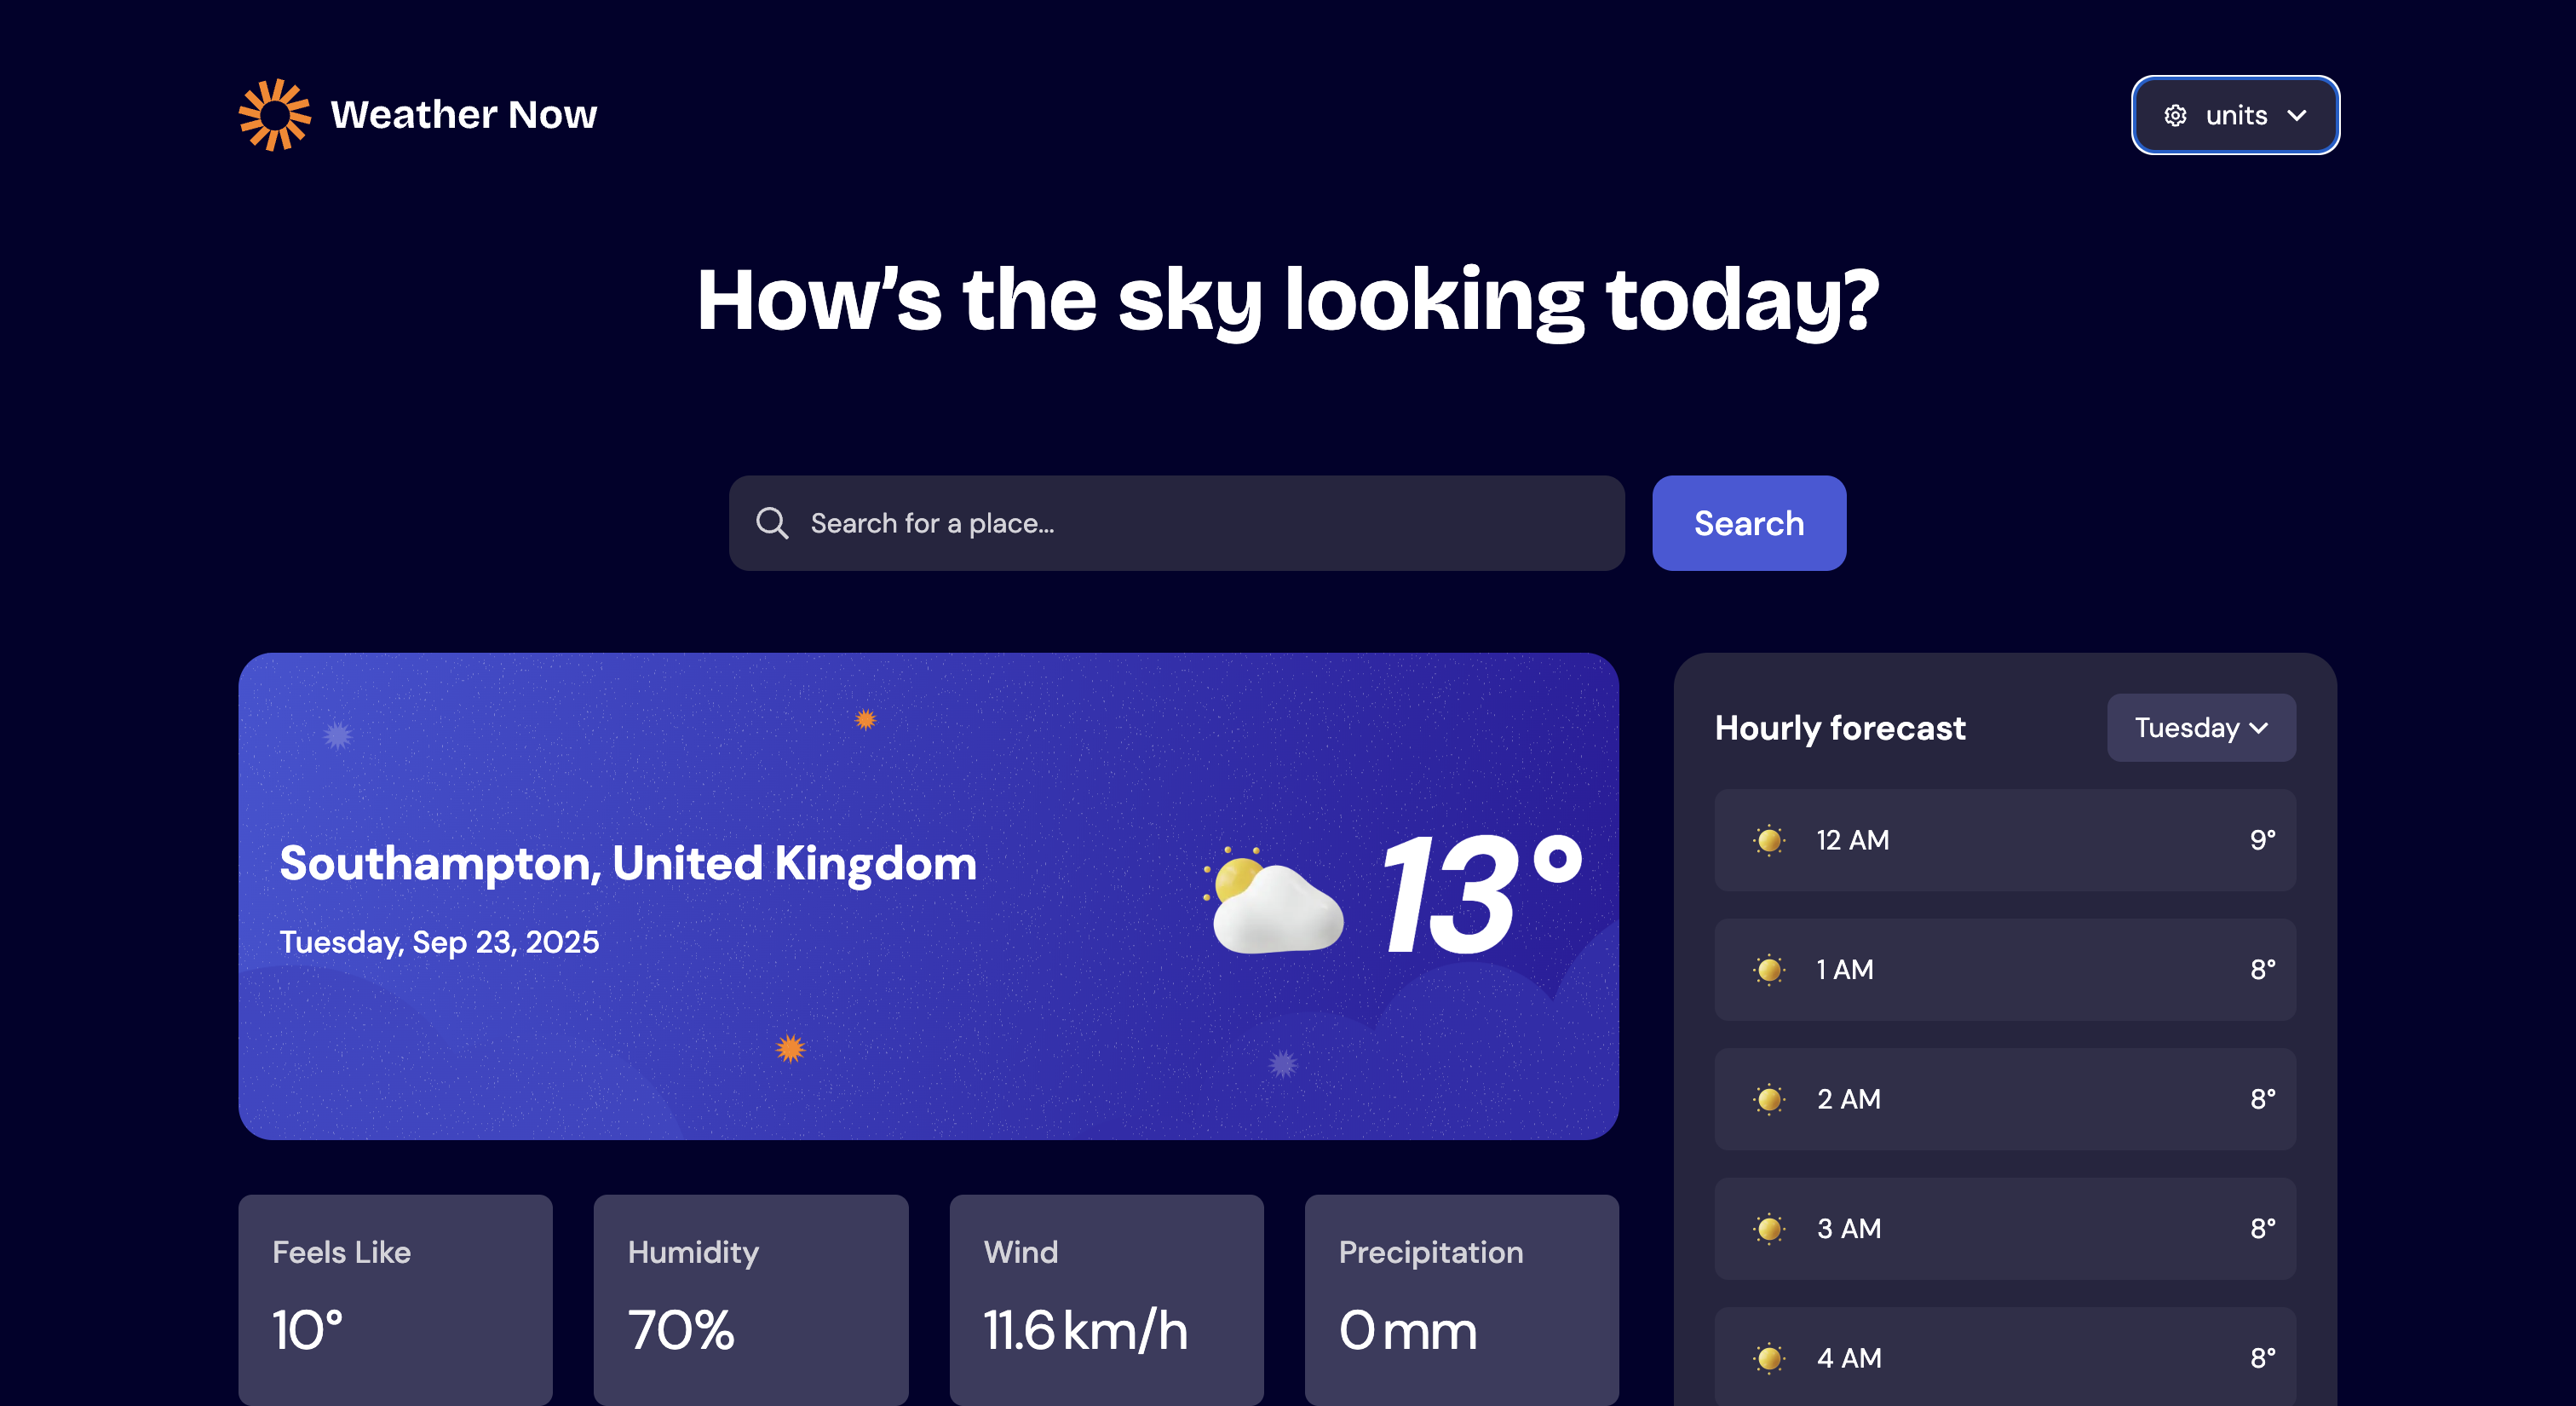 Weather Now
units
How’s the sky looking today?
Search for a place...
Search
Southampton, United Kingdom
Tuesday, Sep 23, 2025
13°
Feels Like
10°
Humidity
70%
Wind
11.6 km/h
Precipitation
0 mm
Hourly forecast
Tuesday
12 AM 9°
1 AM 8°
2 AM 8°
3 AM 8°
4 AM 8°